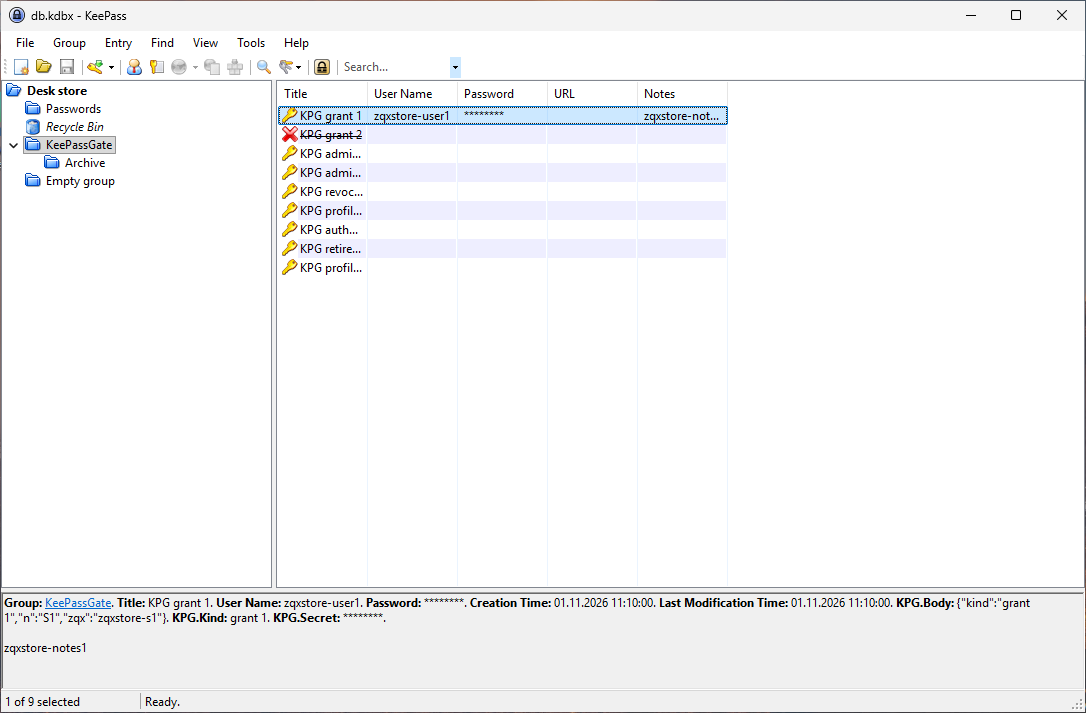 db.kdbx - KeePass
File Group Entry Find View Tools Help
Search...
Desk store
Passwords
Recycle Bin
KeePassGate
Archive
Empty group
Title User Name Password URL Notes
KPG grant 1 zqxstore-user1 ******** zqxstore-not...
KPG grant 2
KPG admi...
KPG admi...
KPG revoc...
KPG profil...
KPG auth...
KPG retire...
KPG profil...
Group: KeePassGate. Title: KPG grant 1. User Name: zqxstore-user1. Password: ********. Creation Time: 01.11.2026 11:10:00. Last Modification Time: 01.11.2026 11:10:00. KPG.Body: {"kind":"grant
1","n":"S1","zqx":"zqxstore-s1"}. KPG.Kind: grant 1. KPG.Secret: ********.
zqxstore-notes1
1 of 9 selected Ready.